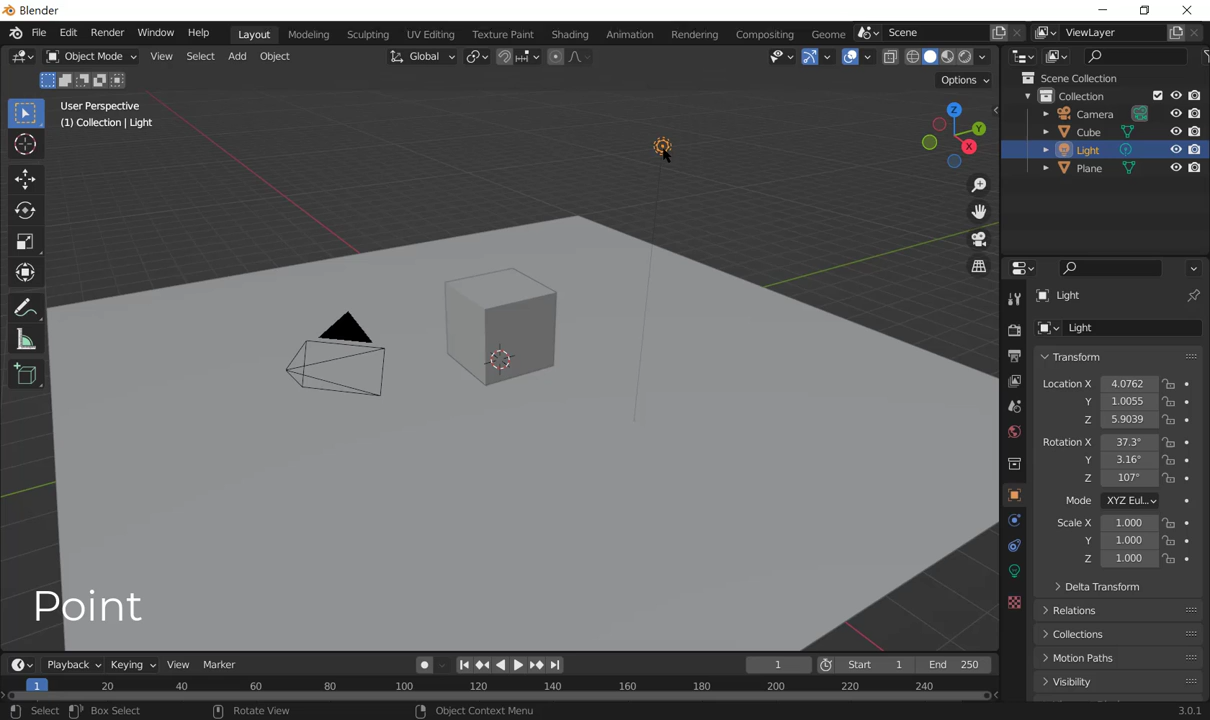 Blender
File Edit Render Window Help Layout Modeling Sculpting UV Editing Texture Paint Shading Animation Rendering Compositing Geome Scene ViewLayer
Object Mode View Select Add Object Global
Options
User Perspective
(1) Collection | Light
Z
Y
X
Scene Collection
Collection
Camera
Cube
Light
Plane
Light
Light
Transform
Location X 4.0762
Y 1.0055
Z 5.9039
Rotation X 37.3°
Y 3.16°
Z 107°
Mode XYZ Eul...
Scale X 1.000
Y 1.000
Z 1.000
Delta Transform
Relations
Collections
Motion Paths
Visibility
Point
Playback Keying View Marker 1 Start 1 End 250
1 20 40 60 80 100 120 140 160 180 200 220 240
Select Box Select Rotate View Object Context Menu 3.0.1